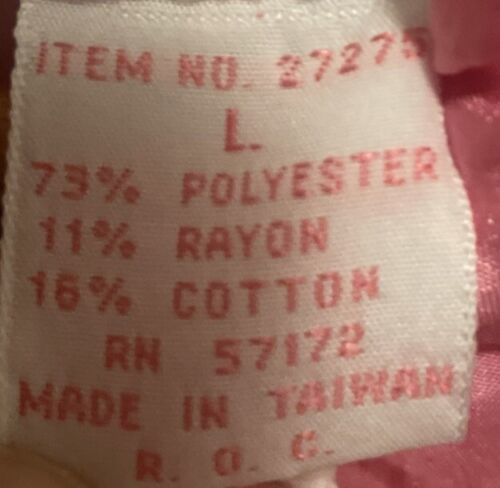 ITEM NO. 27275
L.
73% POLYESTER
11% RAYON
16% COTTON
RN 57172
MADE IN TAIWAN
R. O. C.